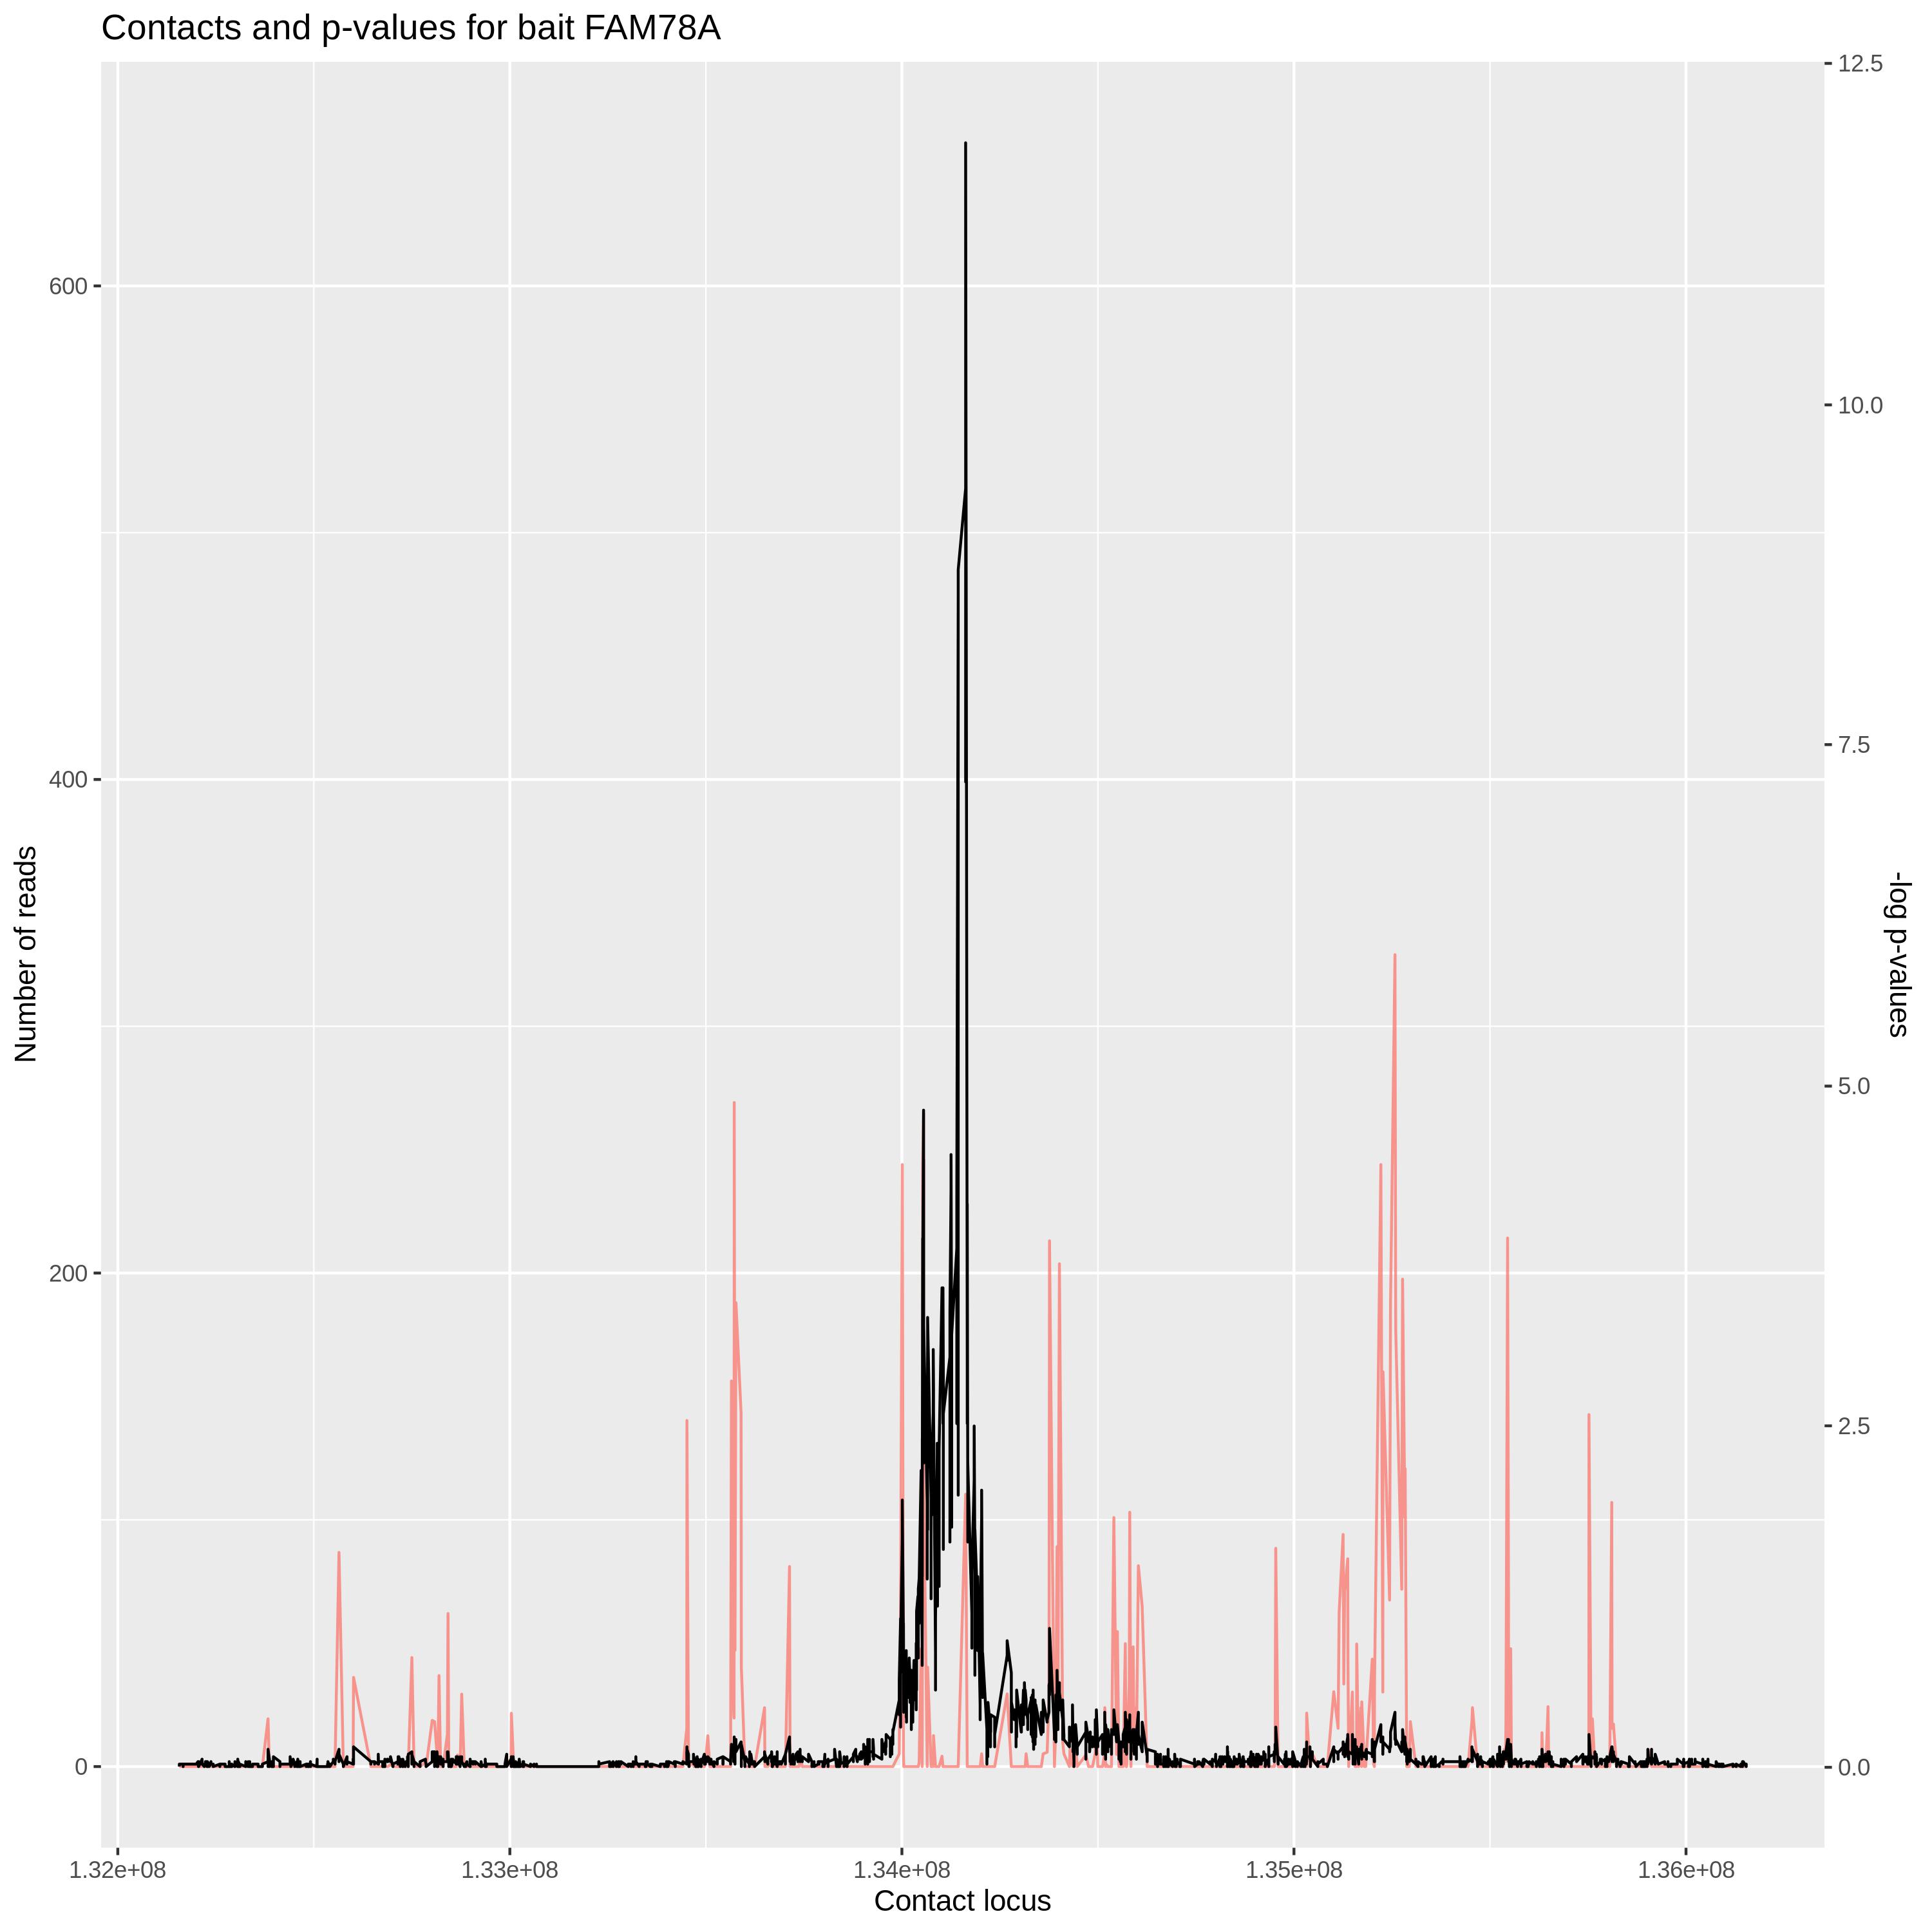 Contacts and p-values for bait FAM78A
12.5
600
10.0
400
7.5
Number of reads
-log p-values
5.0
200
2.5
0
0.0
1.32e+08
1.33e+08
1.34e+08
1.35e+08
1.36e+08
Contact locus